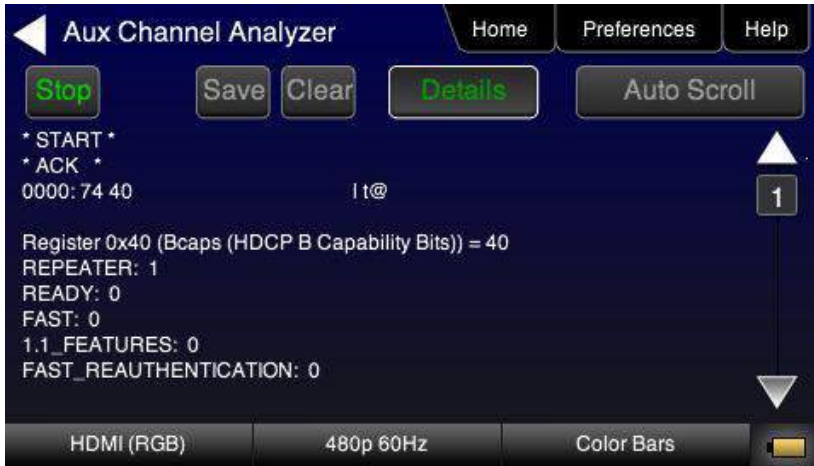 Aux Channel Analyzer Home Preferences Help
Stop Save Clear Details Auto Scroll
* START *
* ACK *
0000: 74 40 | t@
1
Register 0x40 (Bcaps (HDCP B Capability Bits)) = 40
REPEATER: 1
READY: 0
FAST: 0
1.1_FEATURES: 0
FAST_REAUTHENTICATION: 0
HDMI (RGB) 480p 60Hz Color Bars